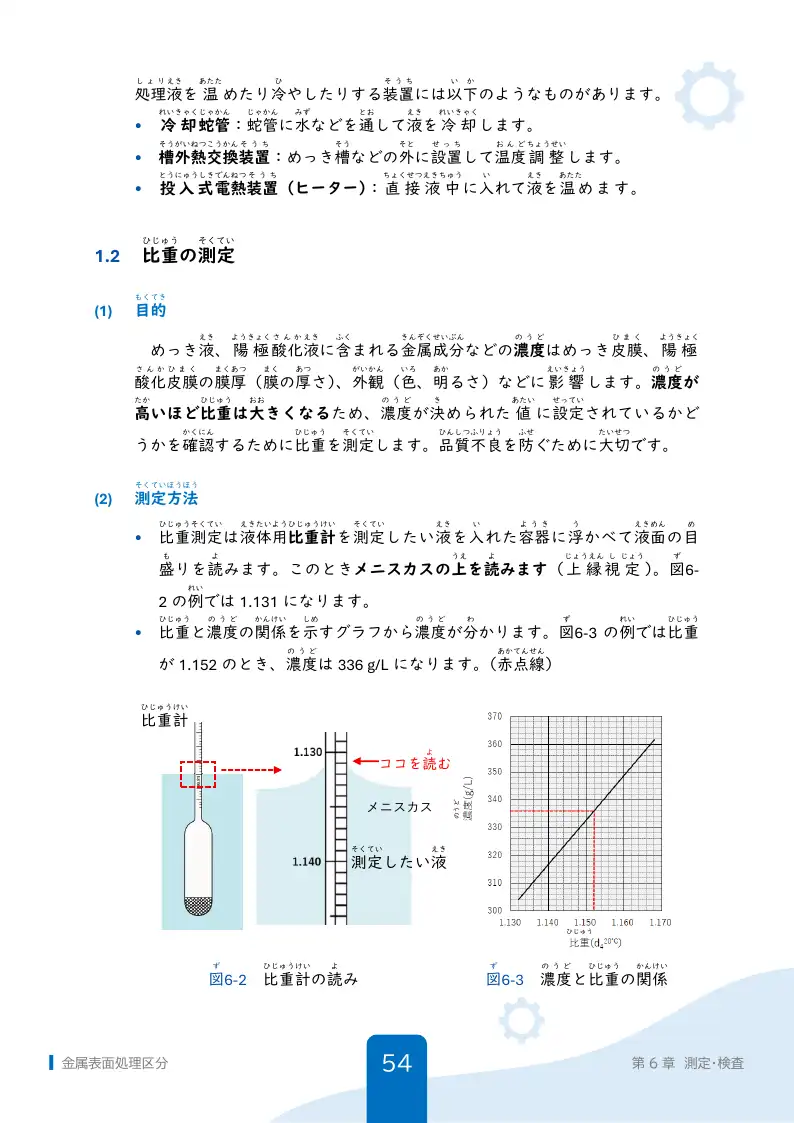 処理液を温めたり冷やしたりする装置には以下のようなものがあります。
• 冷却蛇管：蛇管に水などを通して液を冷却します。
• 槽外熱交換装置：めっき槽などの外に設置して温度調整します。
• 投入式電熱装置（ヒーター）：直接液中に入れて液を温めます。
1.2 比重の測定
(1) 目的
めっき液、陽極酸化液に含まれる金属成分などの濃度はめっき皮膜、陽極
酸化皮膜の膜厚（膜の厚さ）、外観（色、明るさ）などに影響します。濃度が
高いほど比重は大きくなるため、濃度が決められた値に設定されているかど
うかを確認するために比重を測定します。品質不良を防ぐために大切です。
(2) 測定方法
• 比重測定は液体用比重計を測定したい液を入れた容器に浮かべて液面の目
盛りを読みます。このときメニスカスの上を読みます（上縁視定）。図6-
2 の例では 1.131 になります。
• 比重と濃度の関係を示すグラフから濃度が分かります。図6-3 の例では比重
が 1.152 のとき、濃度は 336 g/L になります。（赤点線）
比重計
1.130
ココを読む
メニスカス
1.140
測定したい液
図6-2 比重計の読み
370
360
350
340
330
320
310
300
濃度(g/L)
1.130 1.140 1.150 1.160 1.170
比重(d₄²⁰℃)
図6-3 濃度と比重の関係
金属表面処理区分
54
第 6 章 測定・検査